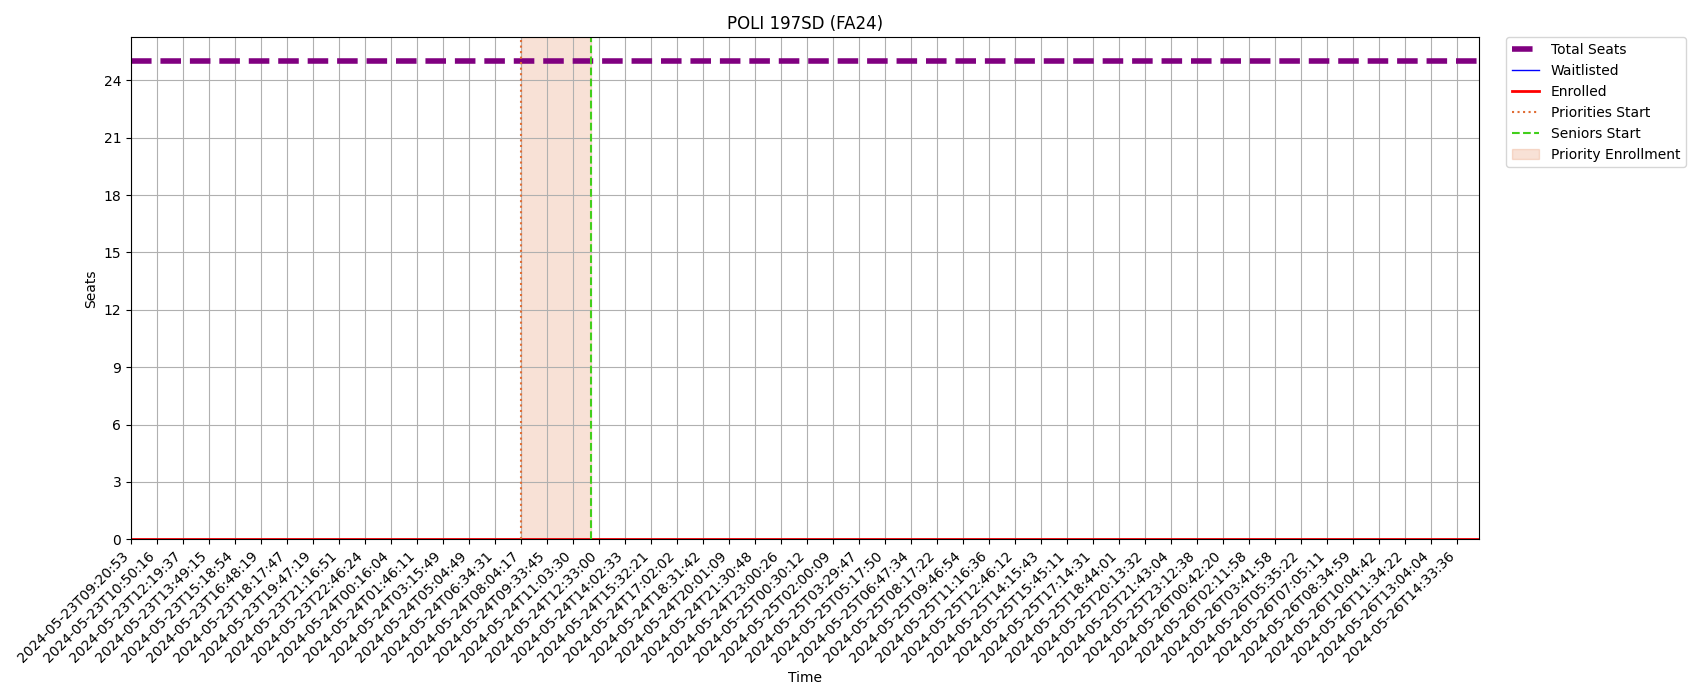 POLI 197SD (FA24)
Total Seats
Waitlisted
Enrolled
Priorities Start
Seniors Start
Priority Enrollment
Seats
24
21
18
15
12
9
6
3
0
2024-05-23T09:20:53
2024-05-23T10:50:16
2024-05-23T12:19:37
2024-05-23T13:49:15
2024-05-23T15:18:54
2024-05-23T16:48:19
2024-05-23T18:17:47
2024-05-23T19:47:19
2024-05-23T21:16:51
2024-05-23T22:46:24
2024-05-24T00:16:04
2024-05-24T01:46:11
2024-05-24T03:15:49
2024-05-24T05:04:49
2024-05-24T06:34:31
2024-05-24T08:04:17
2024-05-24T09:33:45
2024-05-24T11:03:30
2024-05-24T12:33:00
2024-05-24T14:02:33
2024-05-24T15:32:21
2024-05-24T17:02:02
2024-05-24T18:31:42
2024-05-24T20:01:09
2024-05-24T21:30:48
2024-05-24T23:00:26
2024-05-25T00:30:12
2024-05-25T02:00:09
2024-05-25T03:29:47
2024-05-25T05:17:50
2024-05-25T06:47:34
2024-05-25T08:17:22
2024-05-25T09:46:54
2024-05-25T11:16:36
2024-05-25T12:46:12
2024-05-25T14:15:43
2024-05-25T15:45:11
2024-05-25T17:14:31
2024-05-25T18:44:01
2024-05-25T20:13:32
2024-05-25T21:43:04
2024-05-25T23:12:38
2024-05-26T00:42:20
2024-05-26T02:11:58
2024-05-26T03:41:58
2024-05-26T05:35:22
2024-05-26T07:05:11
2024-05-26T08:34:59
2024-05-26T10:04:42
2024-05-26T11:34:22
2024-05-26T13:04:04
2024-05-26T14:33:36
Time